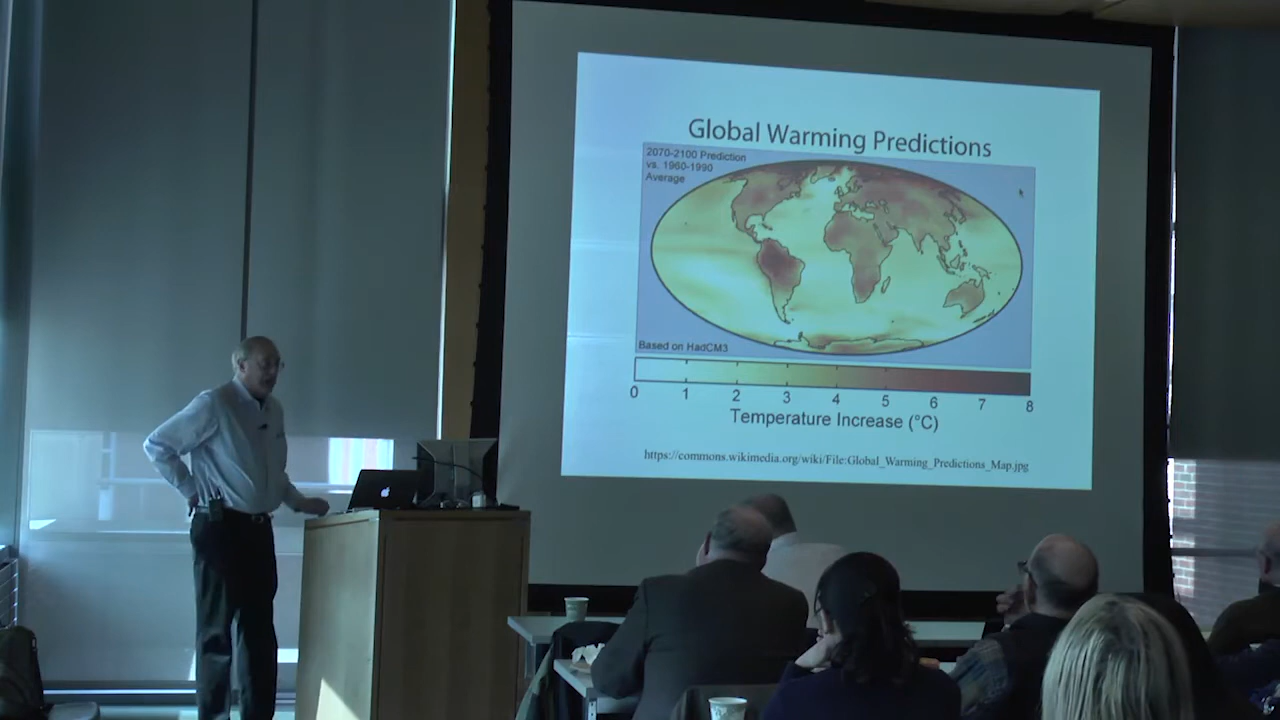 Global Warming Predictions
2070-2100 Prediction
vs. 1960-1990
Average
Based on HadCM3
0 1 2 3 4 5 6 7 8
Temperature Increase (°C)
https://commons.wikimedia.org/wiki/File:Global_Warming_Predictions_Map.jpg